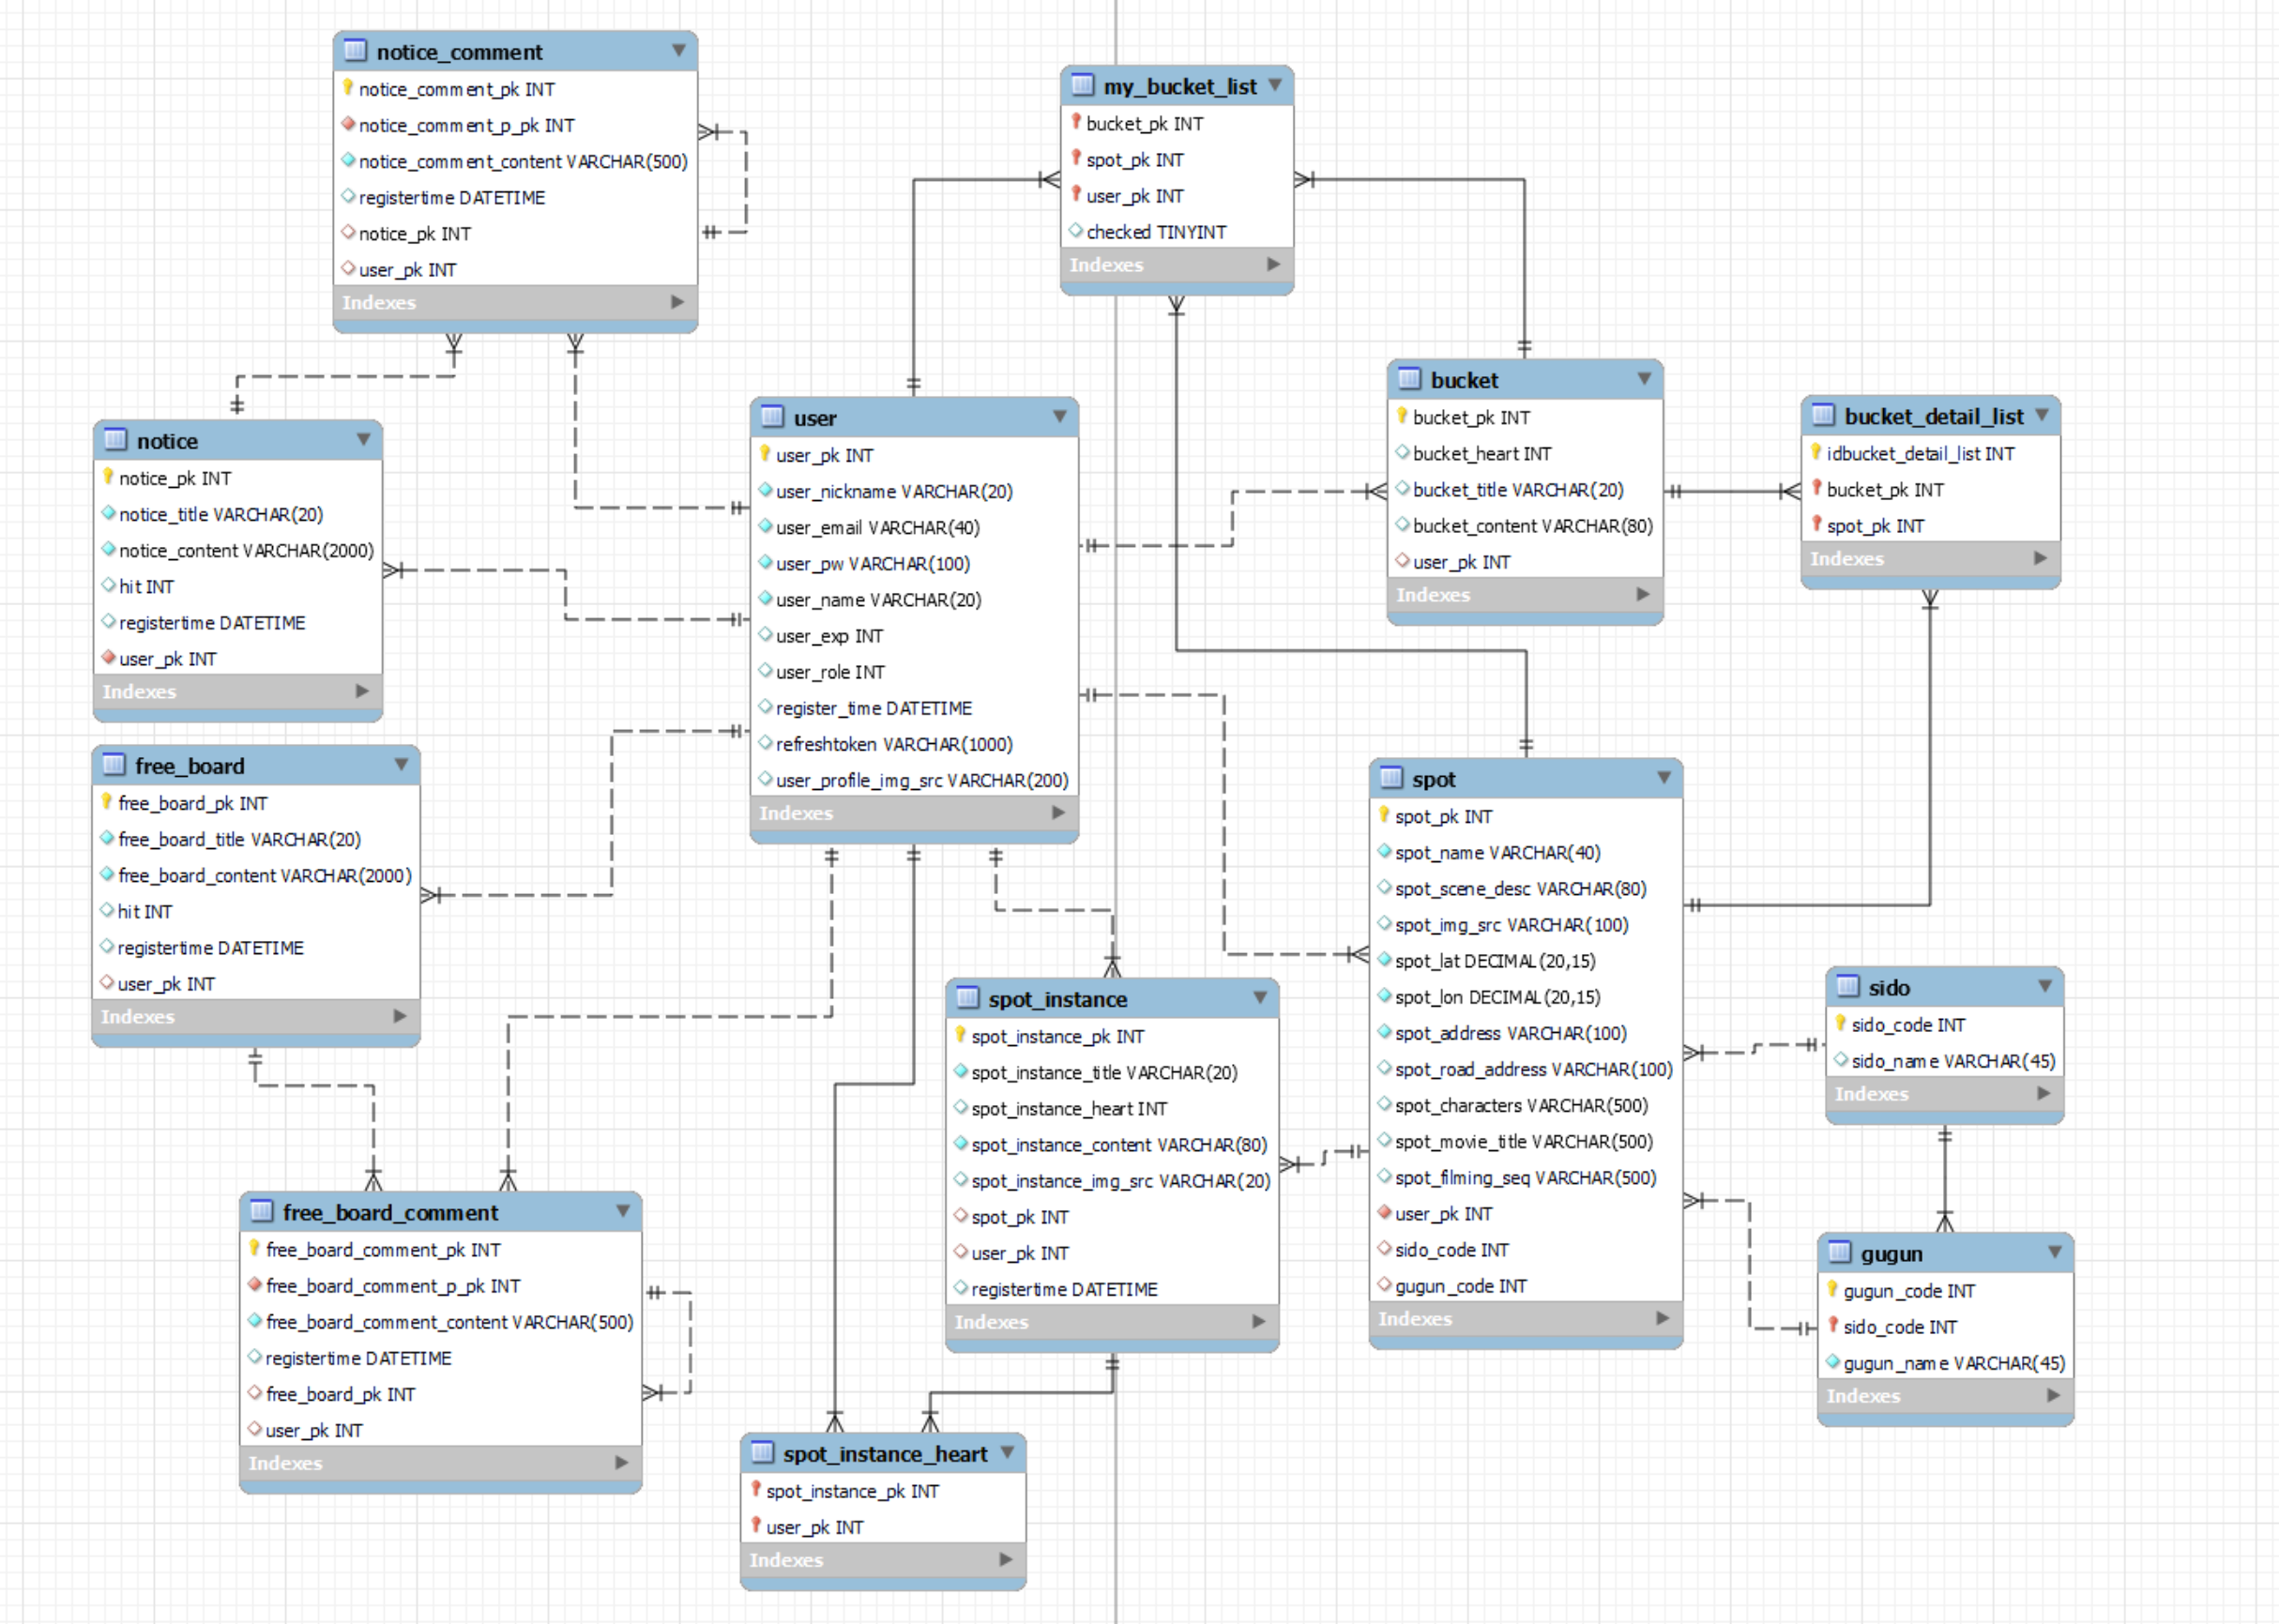 notice_comment
notice_comment_pk INT
notice_comment_p_pk INT
notice_comment_content VARCHAR(500)
registertime DATETIME
notice_pk INT
user_pk INT
Indexes
my_bucket_list
bucket_pk INT
spot_pk INT
user_pk INT
checked TINYINT
Indexes
notice
notice_pk INT
notice_title VARCHAR(20)
notice_content VARCHAR(2000)
hit INT
registertime DATETIME
user_pk INT
Indexes
user
user_pk INT
user_nickname VARCHAR(20)
user_email VARCHAR(40)
user_pw VARCHAR(100)
user_name VARCHAR(20)
user_exp INT
user_role INT
register_time DATETIME
refreshtoken VARCHAR(1000)
user_profile_img_src VARCHAR(200)
Indexes
bucket
bucket_pk INT
bucket_heart INT
bucket_title VARCHAR(20)
bucket_content VARCHAR(80)
user_pk INT
Indexes
bucket_detail_list
idbucket_detail_list INT
bucket_pk INT
spot_pk INT
Indexes
free_board
free_board_pk INT
free_board_title VARCHAR(20)
free_board_content VARCHAR(2000)
hit INT
registertime DATETIME
user_pk INT
Indexes
spot
spot_pk INT
spot_name VARCHAR(40)
spot_scene_desc VARCHAR(80)
spot_img_src VARCHAR(100)
spot_lat DECIMAL(20,15)
spot_lon DECIMAL(20,15)
spot_address VARCHAR(100)
spot_road_address VARCHAR(100)
spot_characters VARCHAR(500)
spot_movie_title VARCHAR(500)
spot_filming_seq VARCHAR(500)
user_pk INT
sido_code INT
gugun_code INT
Indexes
spot_instance
spot_instance_pk INT
spot_instance_title VARCHAR(20)
spot_instance_heart INT
spot_instance_content VARCHAR(80)
spot_instance_img_src VARCHAR(20)
spot_pk INT
user_pk INT
registertime DATETIME
Indexes
sido
sido_code INT
sido_name VARCHAR(45)
Indexes
free_board_comment
free_board_comment_pk INT
free_board_comment_p_pk INT
free_board_comment_content VARCHAR(500)
registertime DATETIME
free_board_pk INT
user_pk INT
Indexes
gugun
gugun_code INT
sido_code INT
gugun_name VARCHAR(45)
Indexes
spot_instance_heart
spot_instance_pk INT
user_pk INT
Indexes